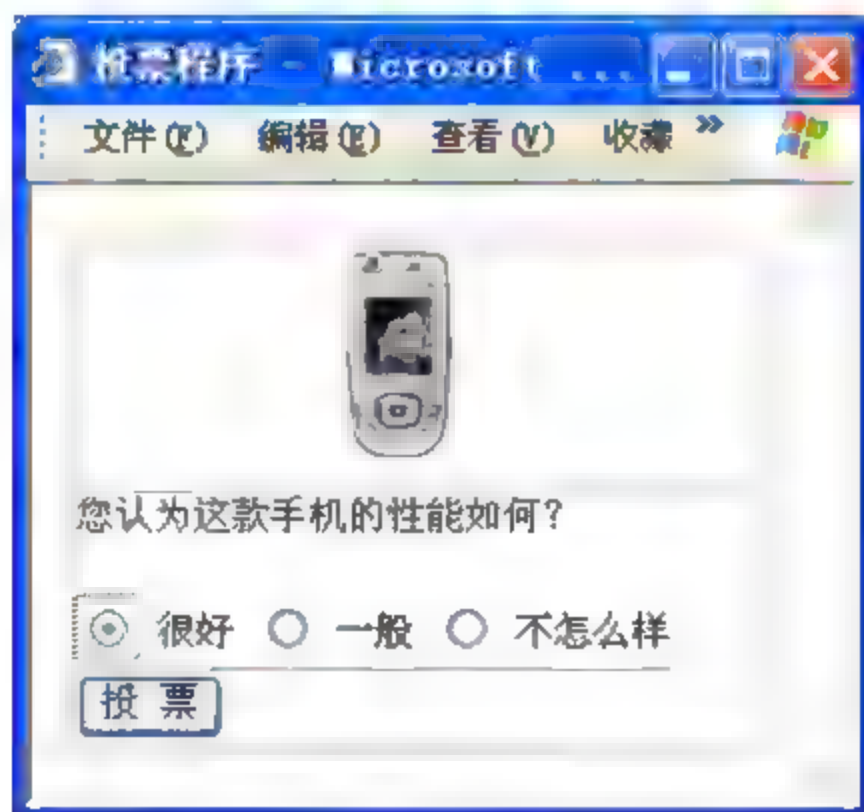 投票程序 - Microsoft ...
文件(F) 编辑(E) 查看(V) 收藏 »
您认为这款手机的性能如何?
很好 一般 不怎么样
投 票